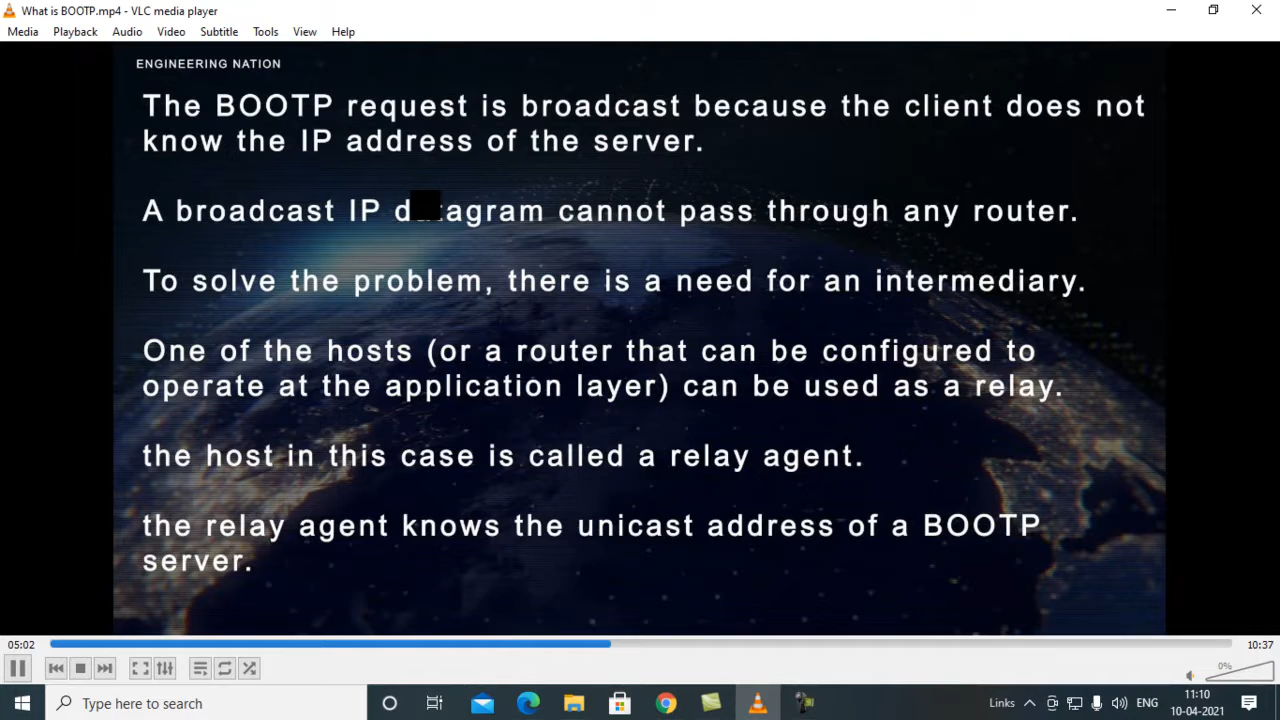 What is BOOTP.mp4 - VLC media player
Media Playback Audio Video Subtitle Tools View Help
ENGINEERING NATION
The BOOTP request is broadcast because the client does not
know the IP address of the server.
A broadcast IP datagram cannot pass through any router.
To solve the problem, there is a need for an intermediary.
One of the hosts (or a router that can be configured to
operate at the application layer) can be used as a relay.
the host in this case is called a relay agent.
the relay agent knows the unicast address of a BOOTP
server.
05:02 10:37
0%
Type here to search Links ENG 11:10
10-04-2021